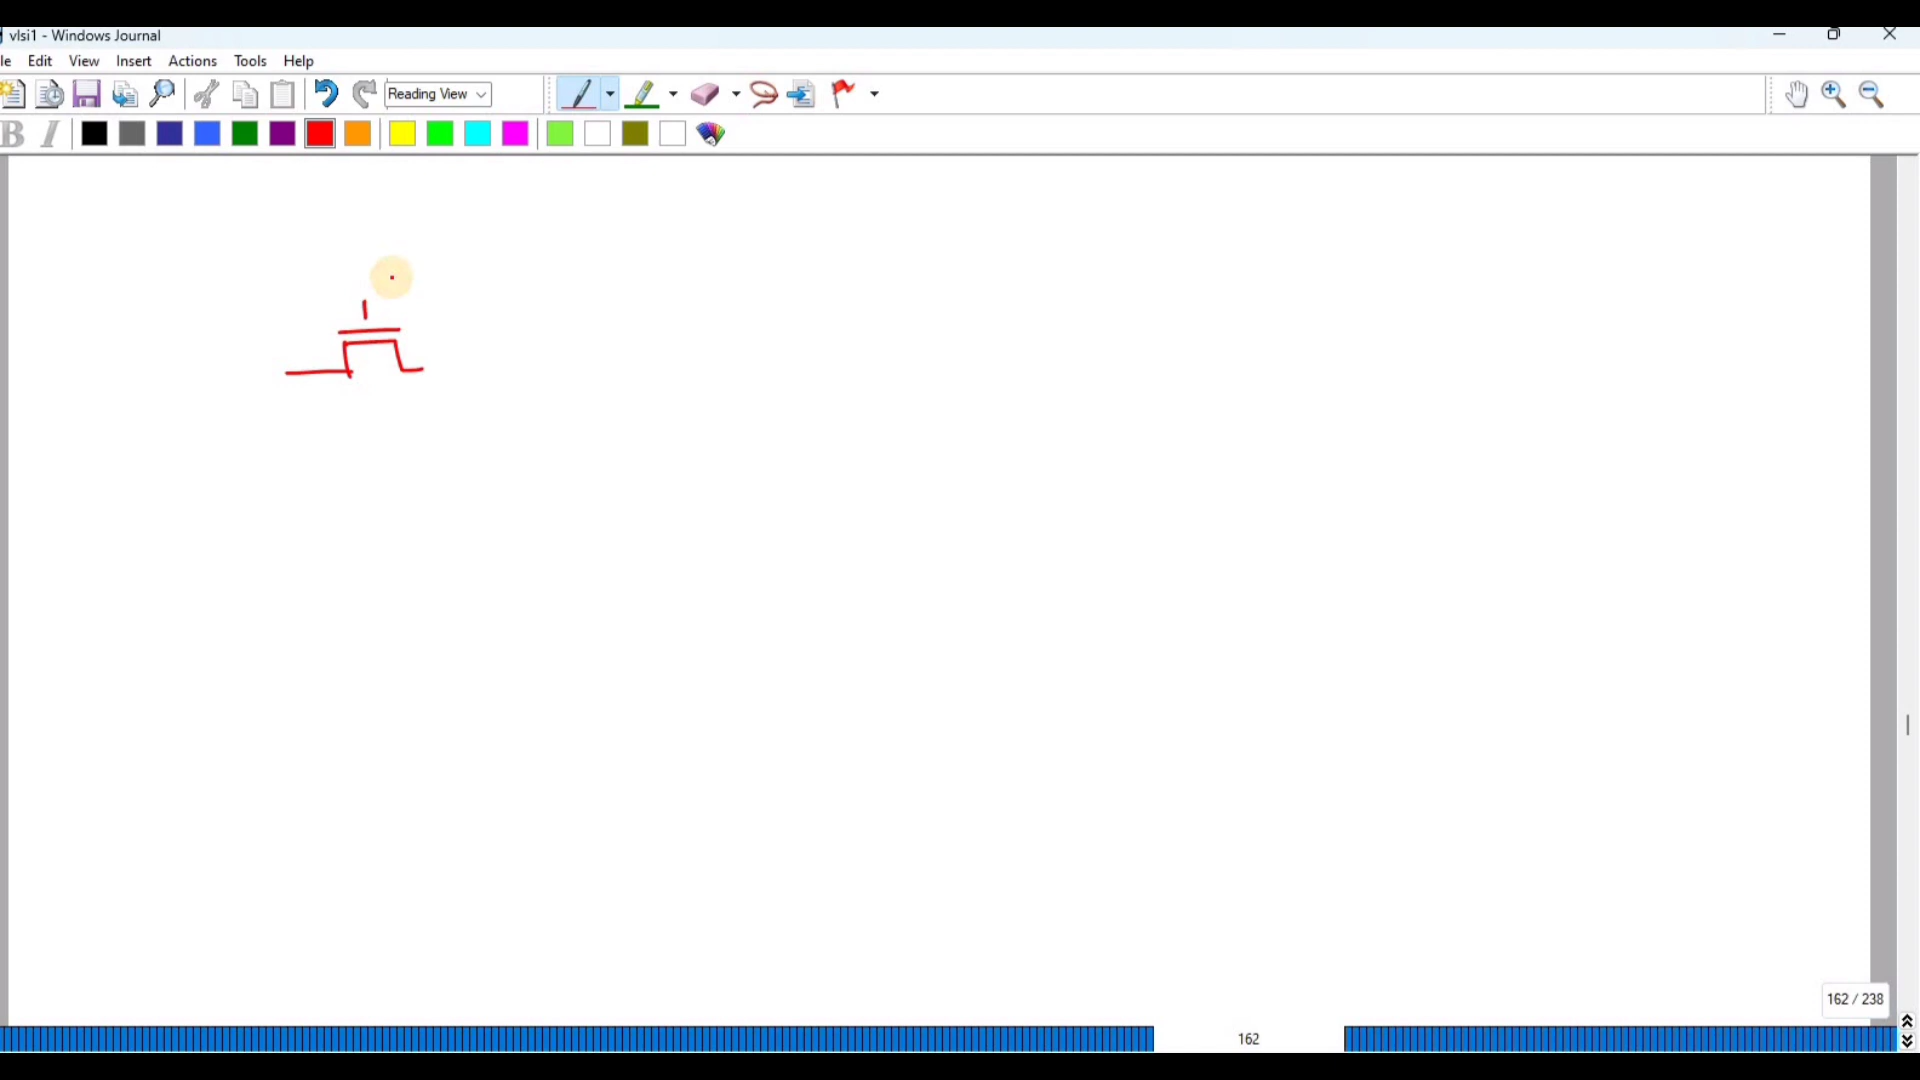 vlsi1 - Windows Journal
le Edit View Insert Actions Tools Help
Reading View
B I
162 / 238
162